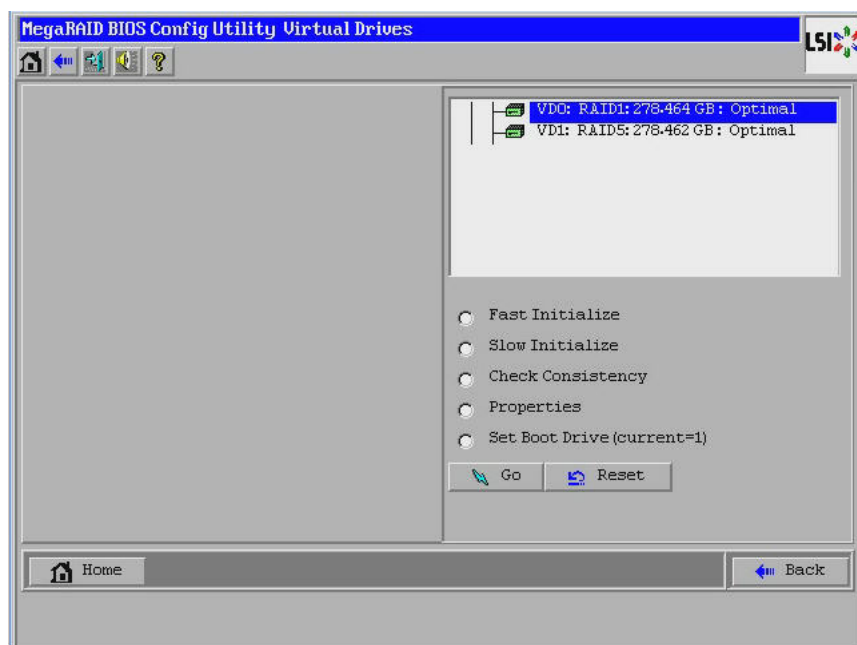 MegaRAID BIOS Config Utility Virtual Drives
LSI
?
VD0: RAID1: 278.464 GB: Optimal
VD1: RAID5: 278.462 GB: Optimal
Fast Initialize
Slow Initialize
Check Consistency
Properties
Set Boot Drive (current=1)
Go
Reset
Home
Back